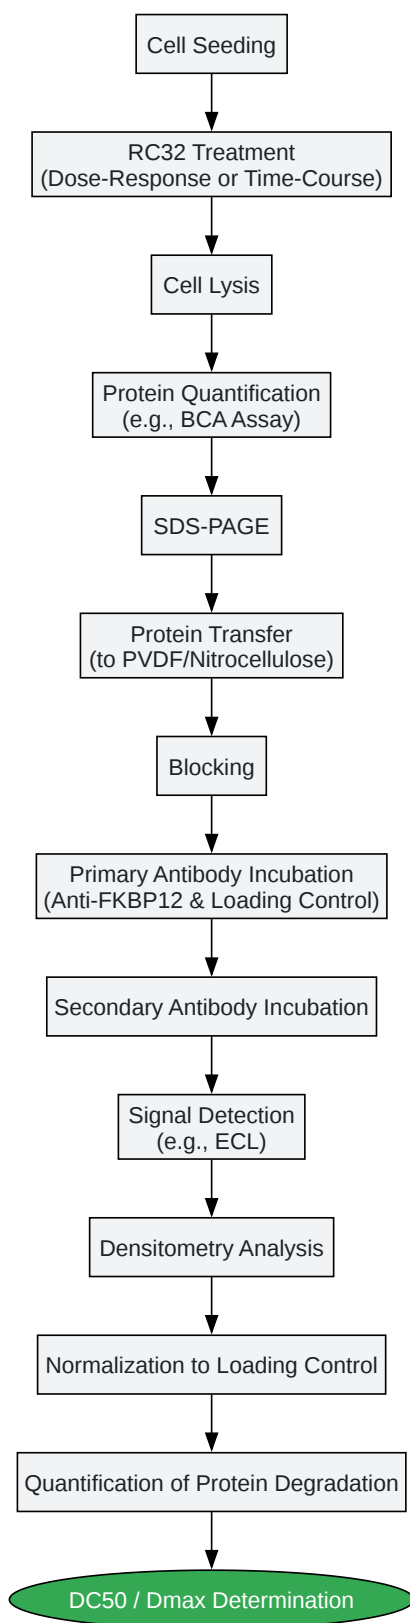 Cell Seeding
RC32 Treatment
(Dose-Response or Time-Course)
Cell Lysis
Protein Quantification
(e.g., BCA Assay)
SDS-PAGE
Protein Transfer
(to PVDF/Nitrocellulose)
Blocking
Primary Antibody Incubation
(Anti-FKBP12 & Loading Control)
Secondary Antibody Incubation
Signal Detection
(e.g., ECL)
Densitometry Analysis
Normalization to Loading Control
Quantification of Protein Degradation
DC50 / Dmax Determination